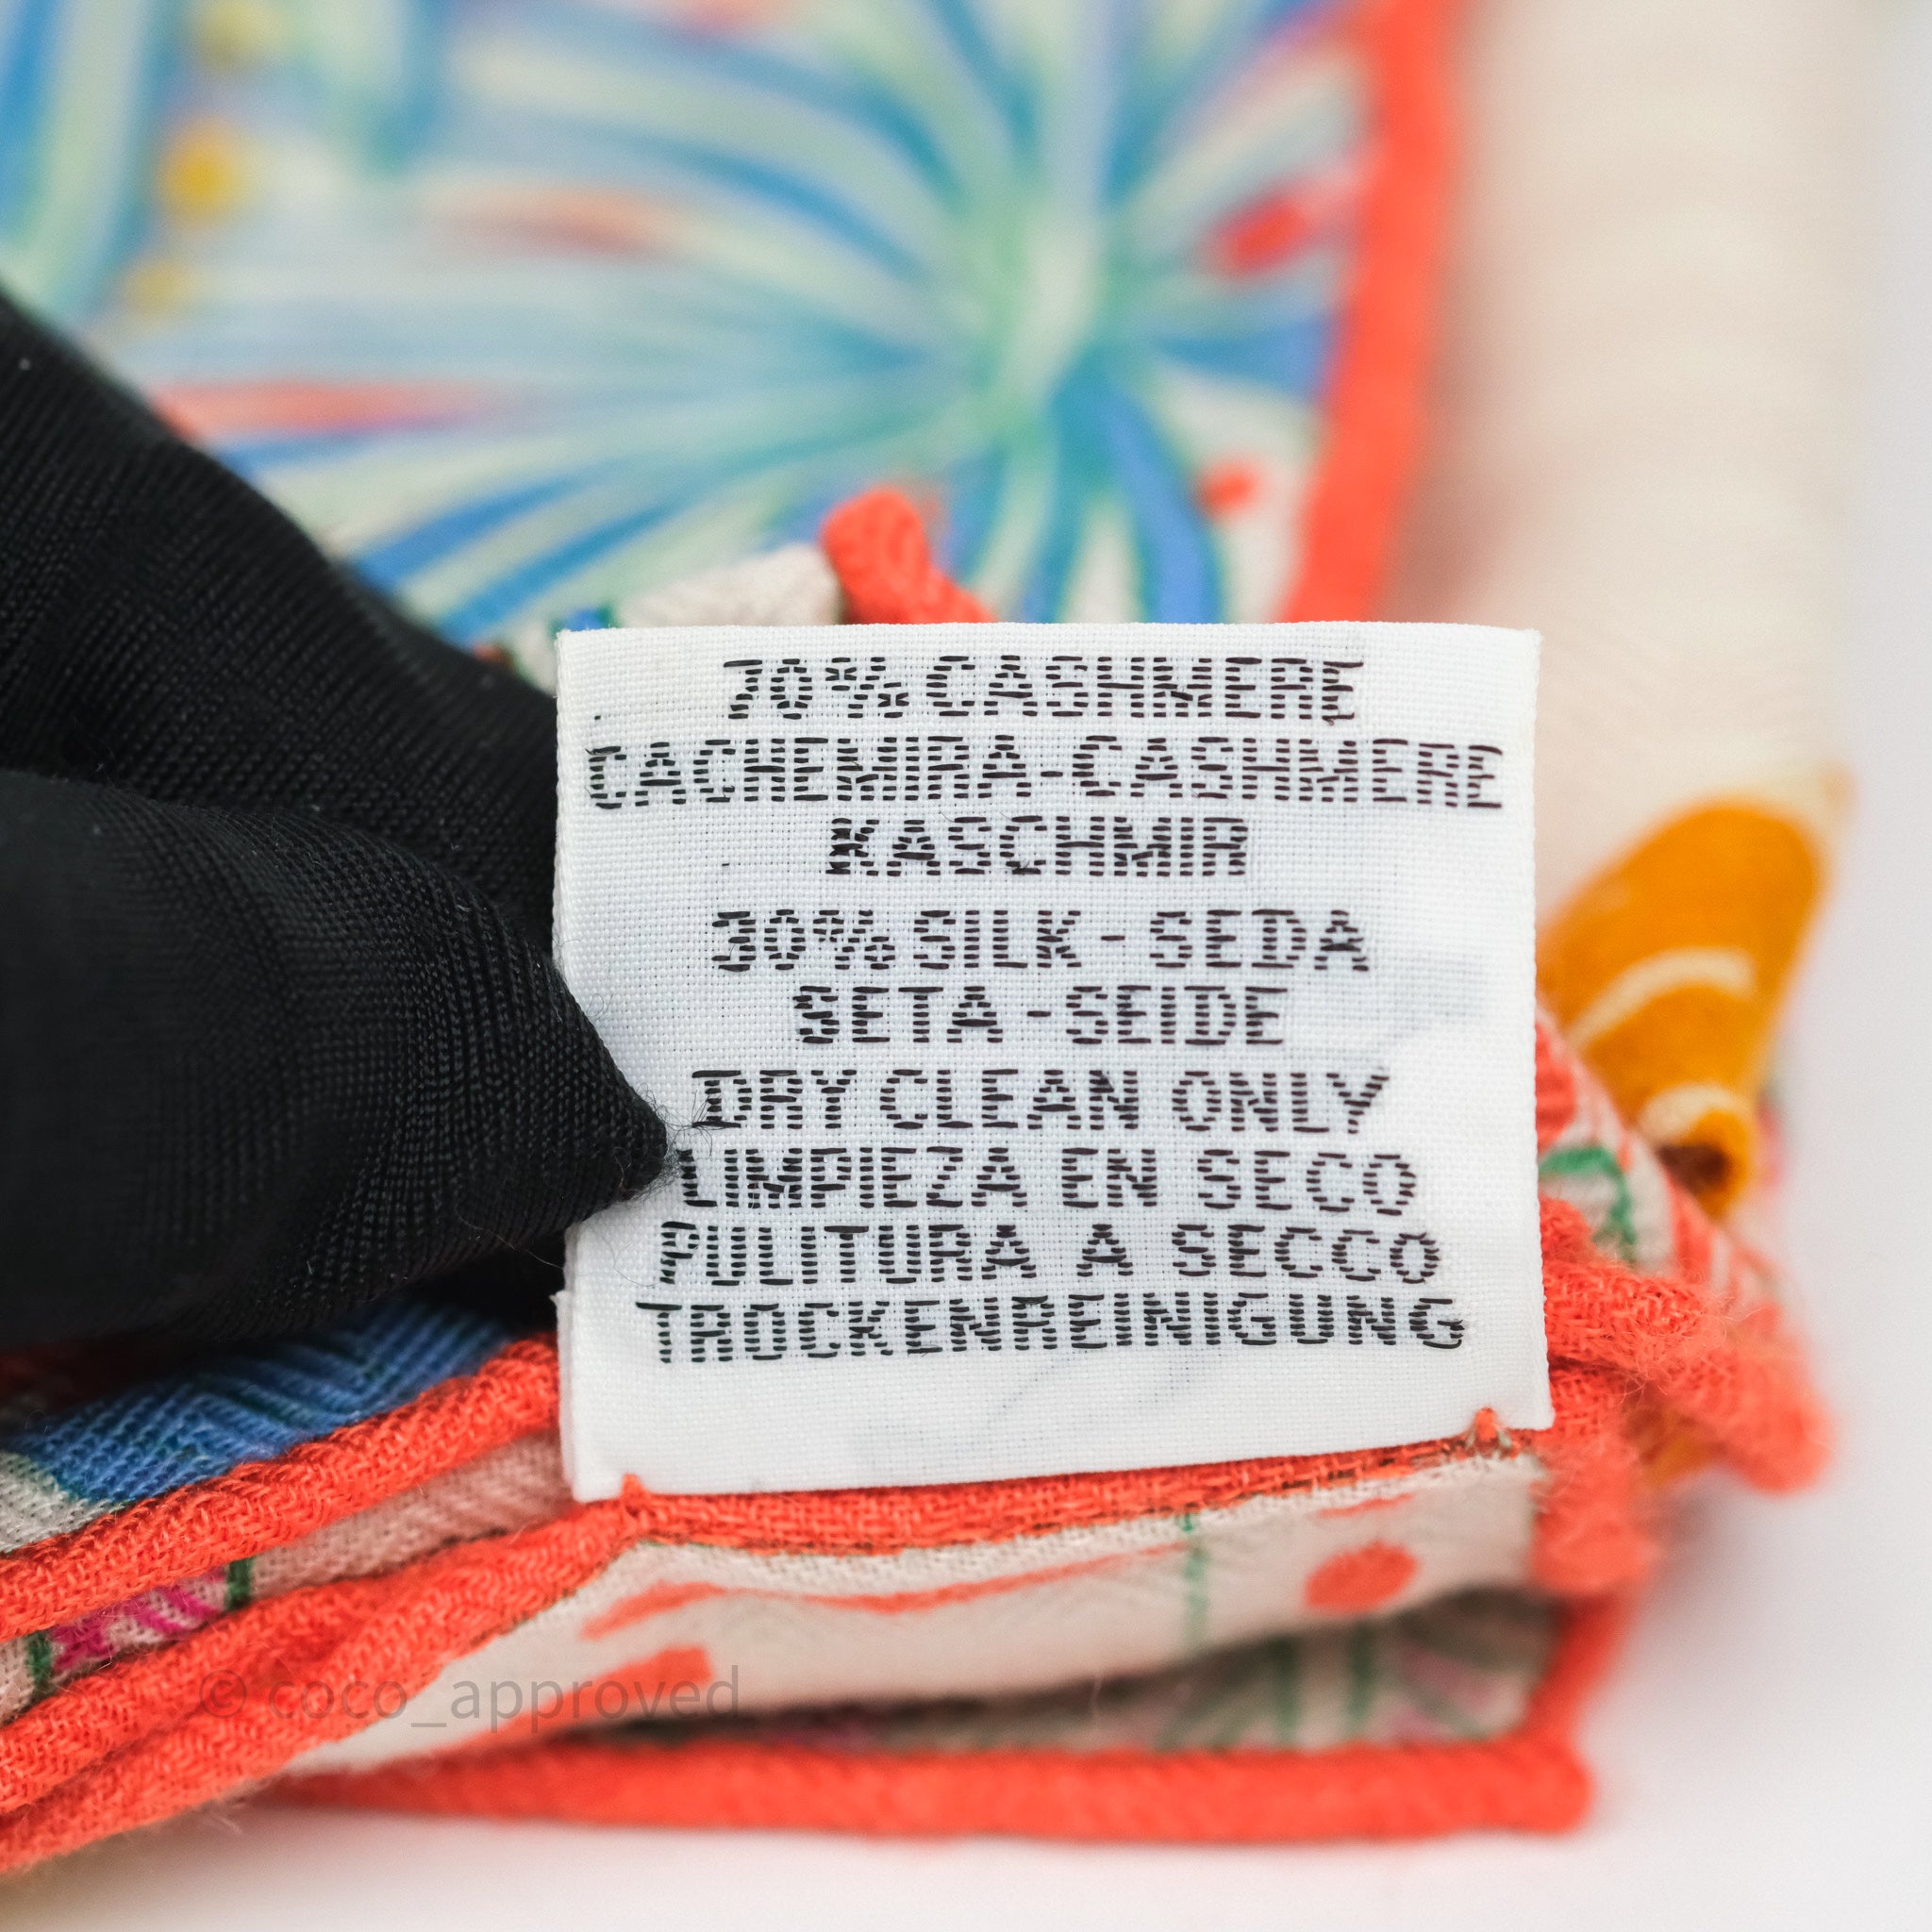 70% CASHMERE
CACHEMIRA-CASHMERE
KASCHMIR
30% SILK - SEDA
SETA - SEIDE
DRY CLEAN ONLY
LIMPIEZA EN SECO
PULITURA A SECCO
TROCKENREINIGUNG
© coco_approved